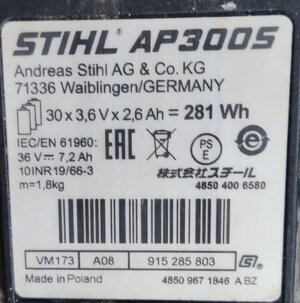 STIHL® AP300S
Andreas Stihl AG & Co. KG
71336 Waiblingen/GERMANY
30 x 3,6 V x 2,6 Ah = 281 Wh
IEC/EN 61960:
36 V ⎓ 7,2 Ah
10INR19/66-3
m=1,8kg
EAC
PS
E
株式会社スチール
4850 400 6580
VM173 A08 915 285 803
Made in Poland 4850 967 1846 A BZ